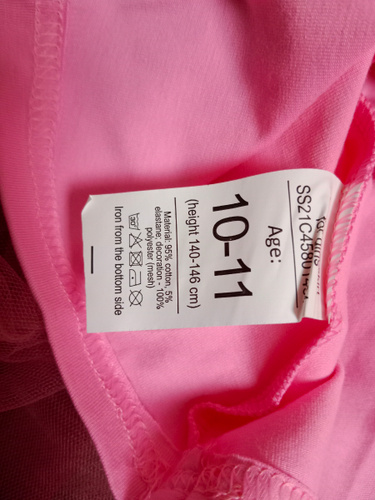 Age:
10-11
(height 140-146 cm)
Material: 95% cotton, 5%
elastane; decoration - 100%
polyester (mesh)
Iron from the bottom side